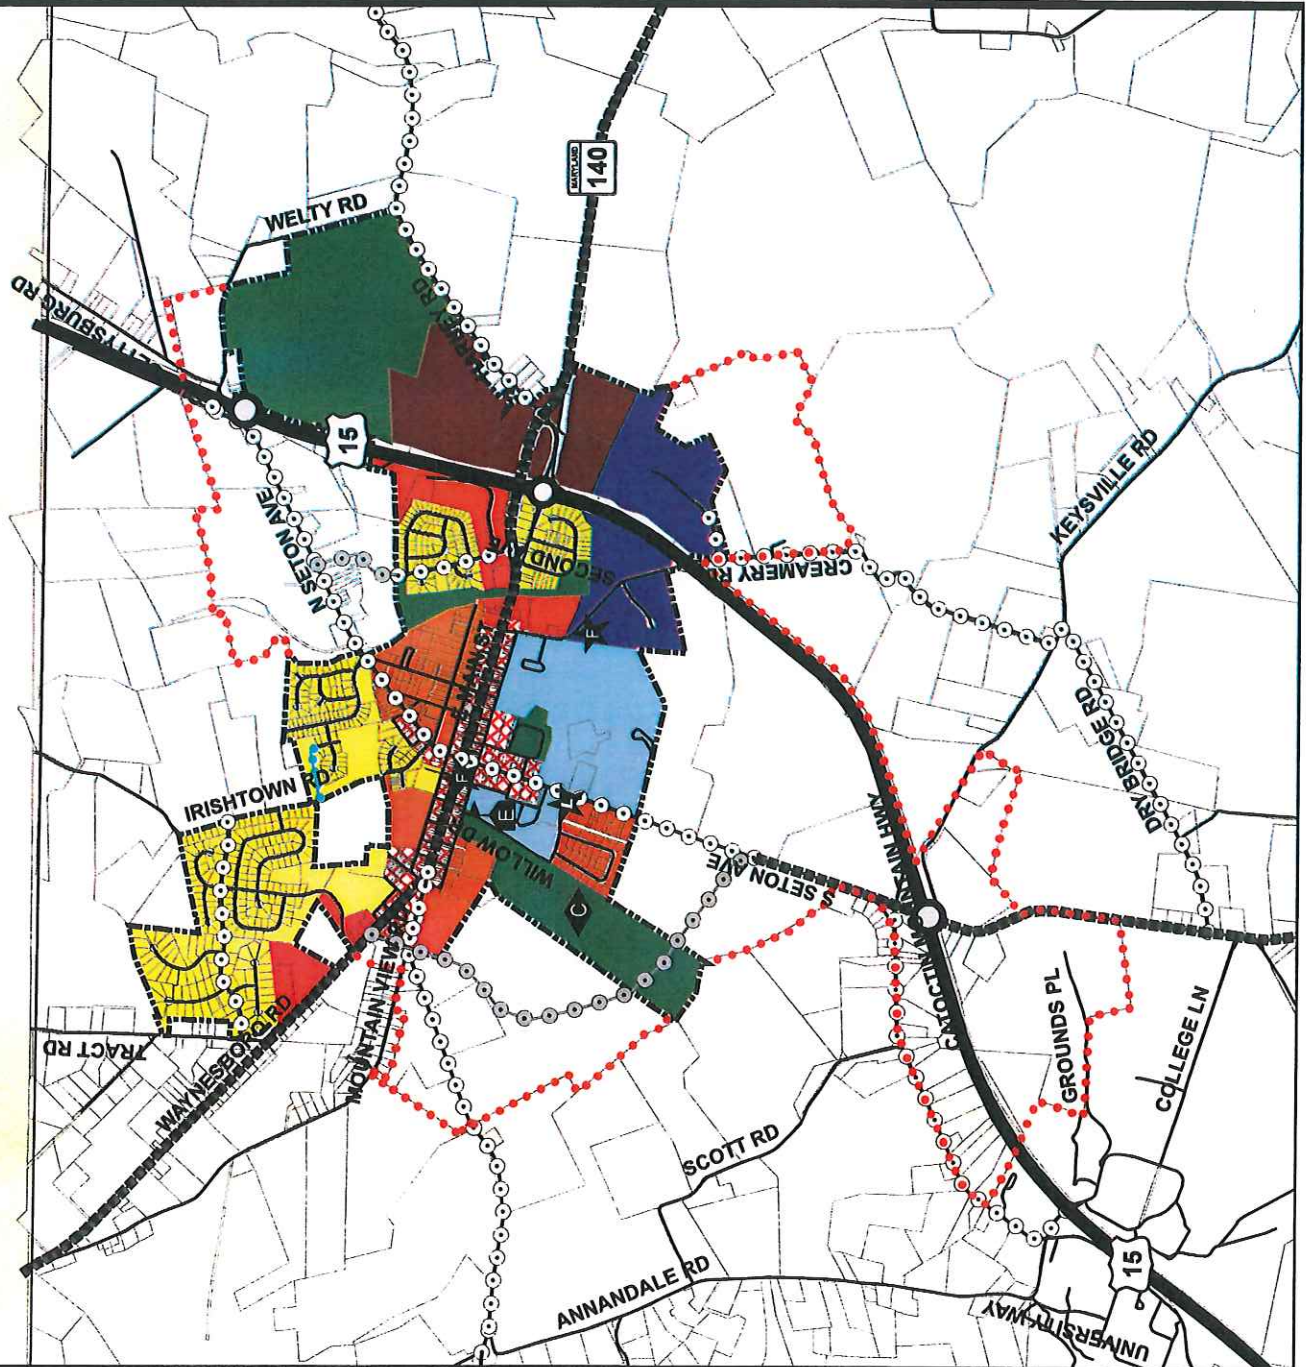 WELTY RD
MARYLAND
140
15
N SETON AVE
SECOND AVE
CREAMERY RD
KEYSVILLE RD
E MAIN ST
F
F
IRISHTOWN RD
E
WILLOW DR
C
S SETON AVE
DRY BRIDGE RD
CATOCTIN MOUNTAIN HWY
TRACT RD
WAYNESBORO RD
MOUNTAIN VIEW
GROUNDS PL
COLLEGE LN
SCOTT RD
ANNANDALE RD
15
UNIVERSITY WAY